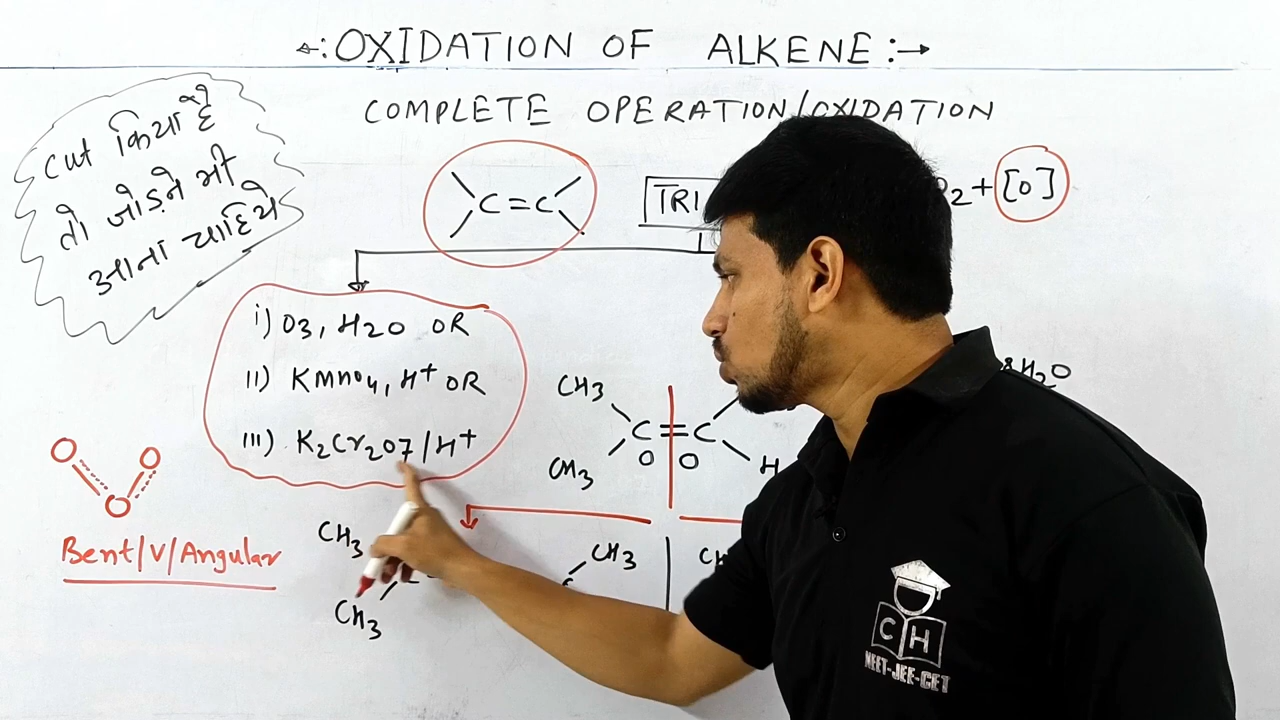 ←:OXIDATION OF ALKENE:→
COMPLETE OPERATION/OXIDATION
cut किया है
तो जोड़ने भी
आना चाहिये
C=C
TRI
O2 + [O]
i) O3, H2O OR
II) KMnO4, H+ OR
III) K2Cr2O7/H+
H2O
CH3
C=C
CH3
O O
H
O O
O
Bent/V/Angular
CH3
CH3
CH3
CH
C H
NEET-JEE-CET